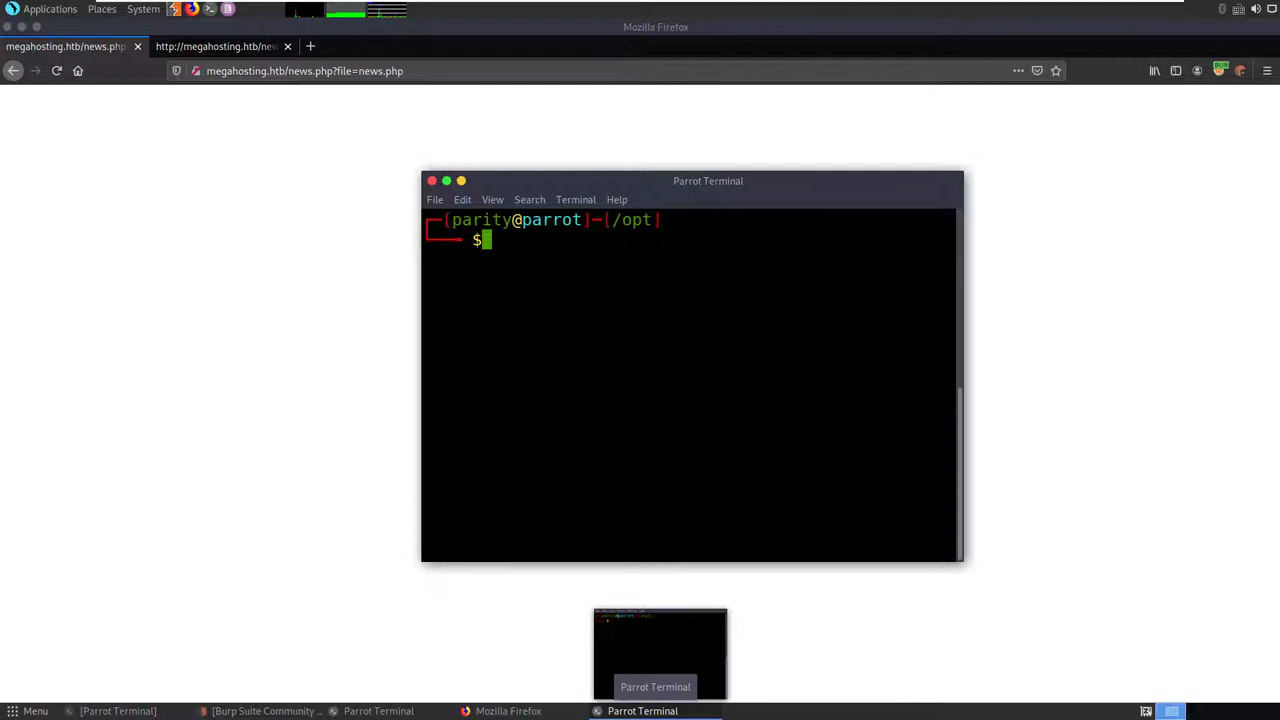 Applications Places System
Mozilla Firefox
megahosting.htb/news.php × http://megahosting.htb/new × +
megahosting.htb/news.php?file=news.php
BUR
Parrot Terminal
File Edit View Search Terminal Help
[parity@parrot]─[/opt]
$
Parrot Terminal
Menu [Parrot Terminal] [Burp Suite Community ... Parrot Terminal Mozilla Firefox Parrot Terminal